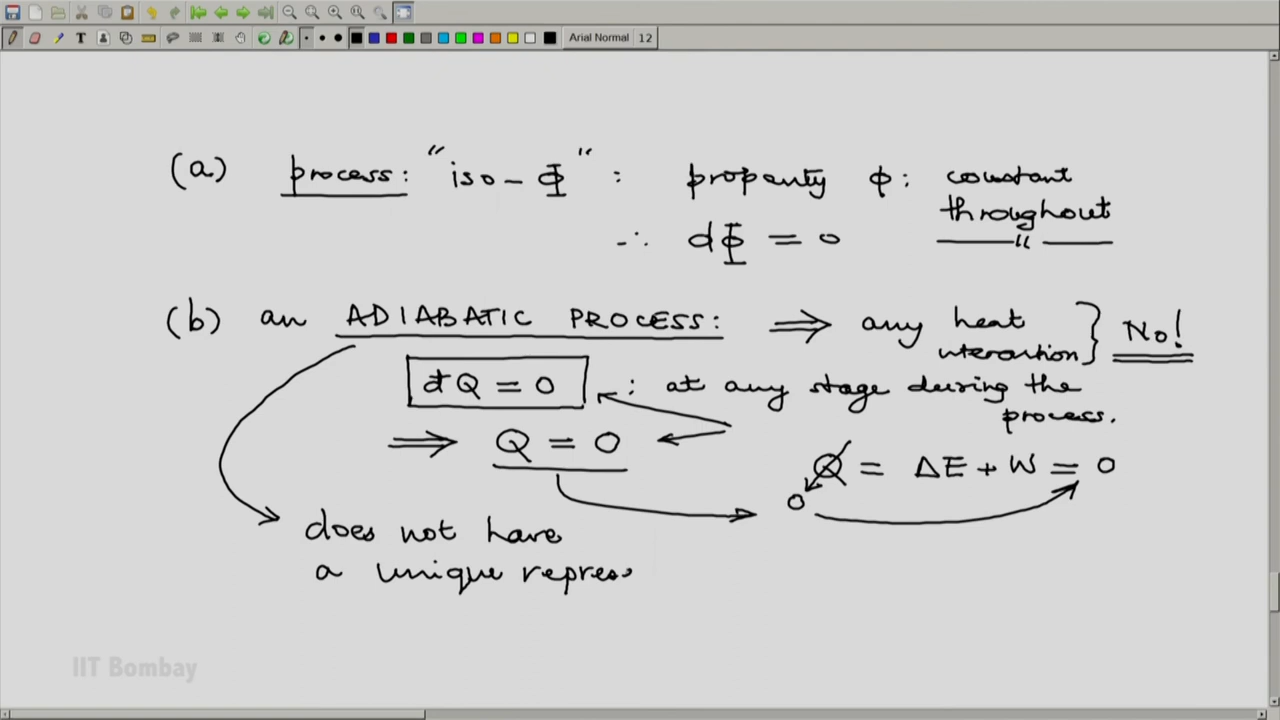 Arial Normal 12
(a) process: "iso-Φ" : property Φ: constant
throughout
∴ dΦ = 0
(b) an ADIABATIC PROCESS: ⟹ any heat
interaction } No!
đQ = 0 : at any stage during the
process.
⟹ Q = 0
Q = ΔE + W = 0
0
does not have
a unique repres
IIT Bombay